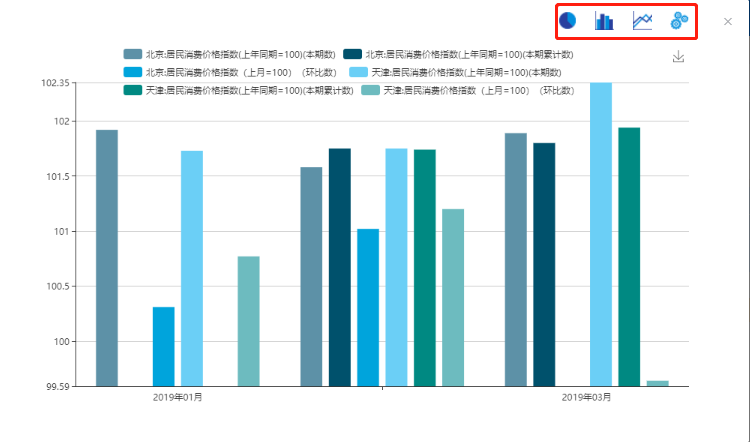 北京:居民消费价格指数(上年同期=100)(本期数) 北京:居民消费价格指数(上年同期=100)(本期累计数)
北京:居民消费价格指数（上月=100）（环比数） 天津:居民消费价格指数(上年同期=100)(本期数)
天津:居民消费价格指数(上年同期=100)(本期累计数) 天津:居民消费价格指数（上月=100）（环比数）
102.35
102
101.5
101
100.5
100
99.59
2019年01月 2019年03月